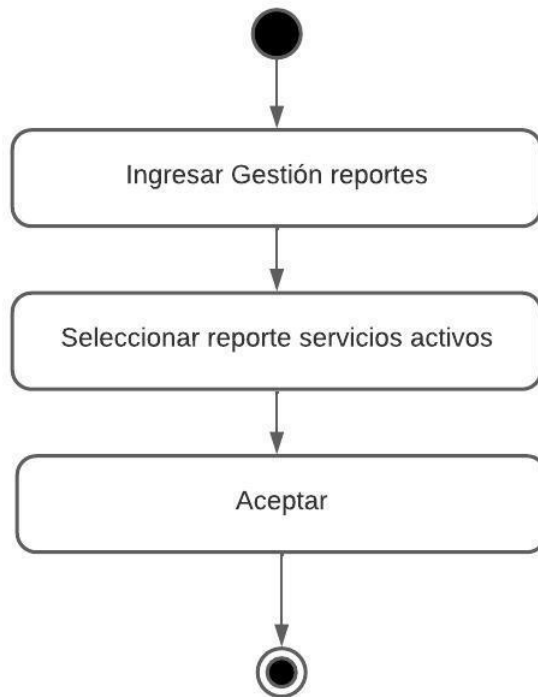 Ingresar Gestión reportes
Seleccionar reporte servicios activos
Aceptar